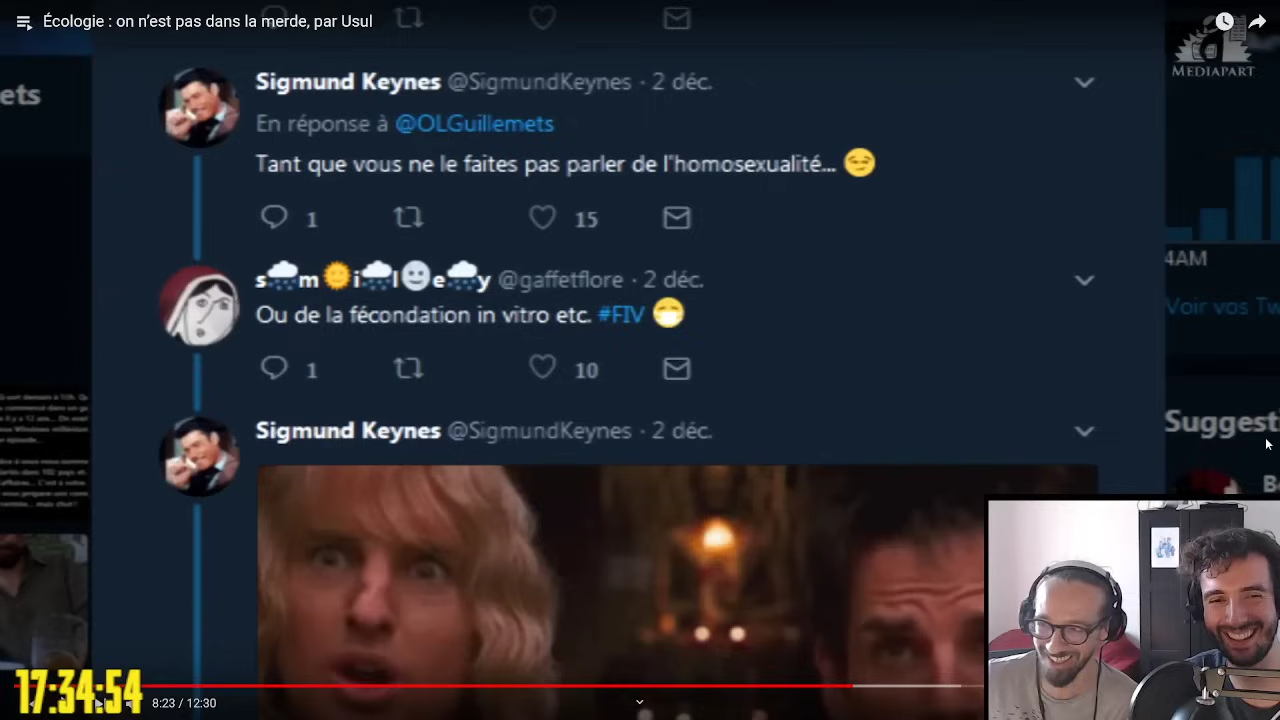 Écologie : on n'est pas dans la merde, par Usul
MEDIAPART
ets
Sigmund Keynes @SigmundKeynes · 2 déc.
En réponse à @OLGuillemets
Tant que vous ne le faites pas parler de l'homosexualité... 😏
1 15
4AM
s🌧️m🌞i🌧️l🌝e🌧️y @gaffetflore · 2 déc.
Ou de la fécondation in vitro etc. #FIV 😷
Voir vos Tw
1 10
Suggest
Sigmund Keynes @SigmundKeynes · 2 déc.
17:34:54
8:23 / 12:30